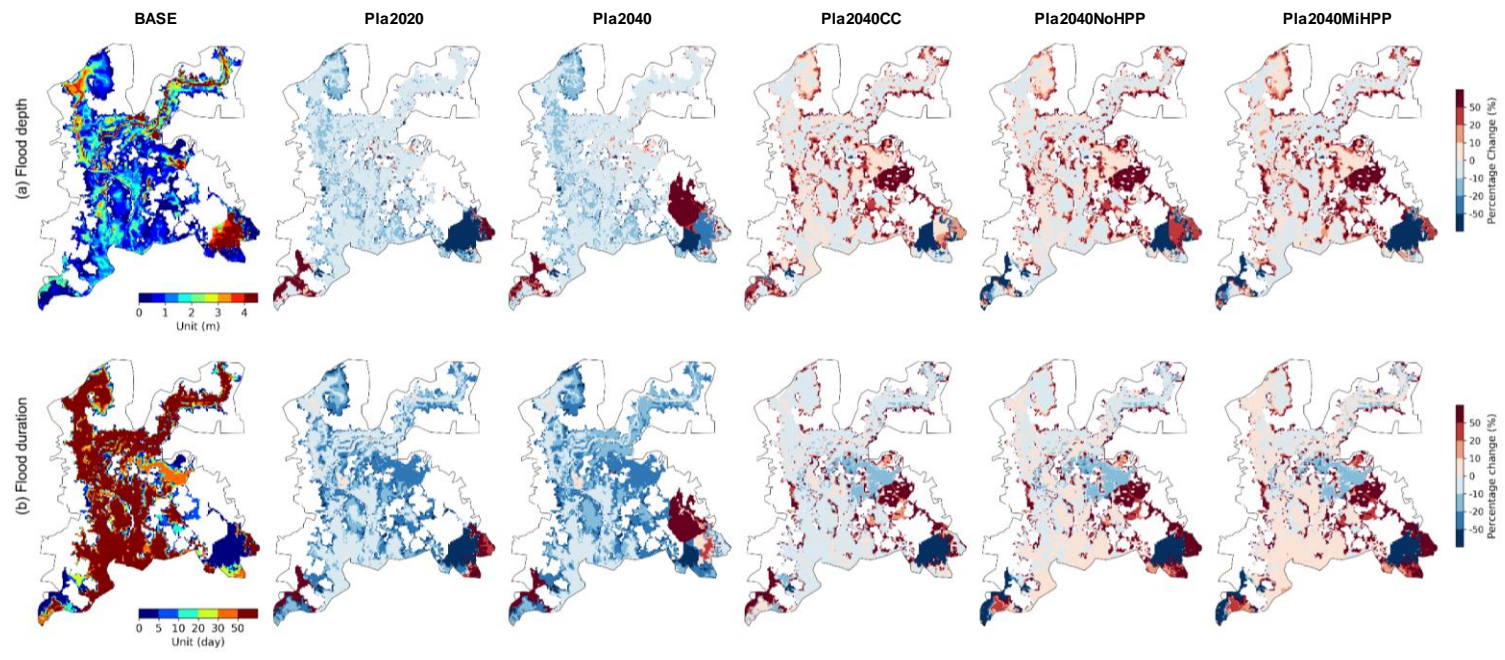 BASE
Pla2020
Pla2040
Pla2040CC
Pla2040NoHPP
Pla2040MiHPP
(a) Flood depth
0 1 2 3 4
Unit (m)
50
20
10
0
-10
-20
-50
Percentage Change (%)
(b) Flood duration
0 5 10 20 30 50
Unit (day)
50
20
10
0
-10
-20
-50
Percentage change (%)